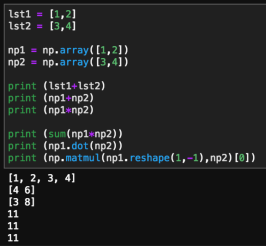 lst1 = [1,2]
lst2 = [3,4]
np1 = np.array([1,2])
np2 = np.array([3,4])
print (lst1+lst2)
print (np1+np2)
print (np1*np2)
print (sum(np1*np2))
print (np1.dot(np2))
print (np.matmul(np1.reshape(1,-1),np2)[0])
[1, 2, 3, 4]
[4 6]
[3 8]
11
11
11